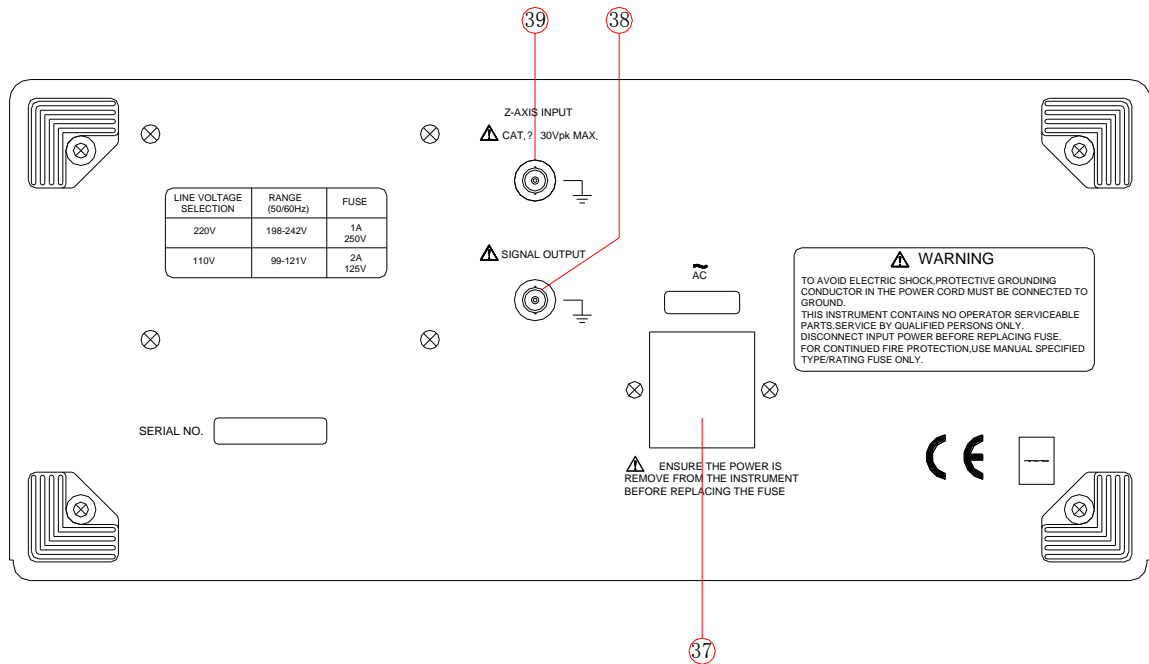 39
38
Z-AXIS INPUT
CAT.? 30Vpk MAX.
LINE VOLTAGE SELECTION RANGE (50/60Hz) FUSE
220V 198-242V 1A 250V
110V 99-121V 2A 125V
SIGNAL OUTPUT
AC
WARNING
TO AVOID ELECTRIC SHOCK,PROTECTIVE GROUNDING
CONDUCTOR IN THE POWER CORD MUST BE CONNECTED TO
GROUND.
THIS INSTRUMENT CONTAINS NO OPERATOR SERVICEABLE
PARTS.SERVICE BY QUALIFIED PERSONS ONLY.
DISCONNECT INPUT POWER BEFORE REPLACING FUSE.
FOR CONTINUED FIRE PROTECTION,USE MANUAL SPECIFIED
TYPE/RATING FUSE ONLY.
SERIAL NO.
CE
ENSURE THE POWER IS
REMOVE FROM THE INSTRUMENT
BEFORE REPLACING THE FUSE
37